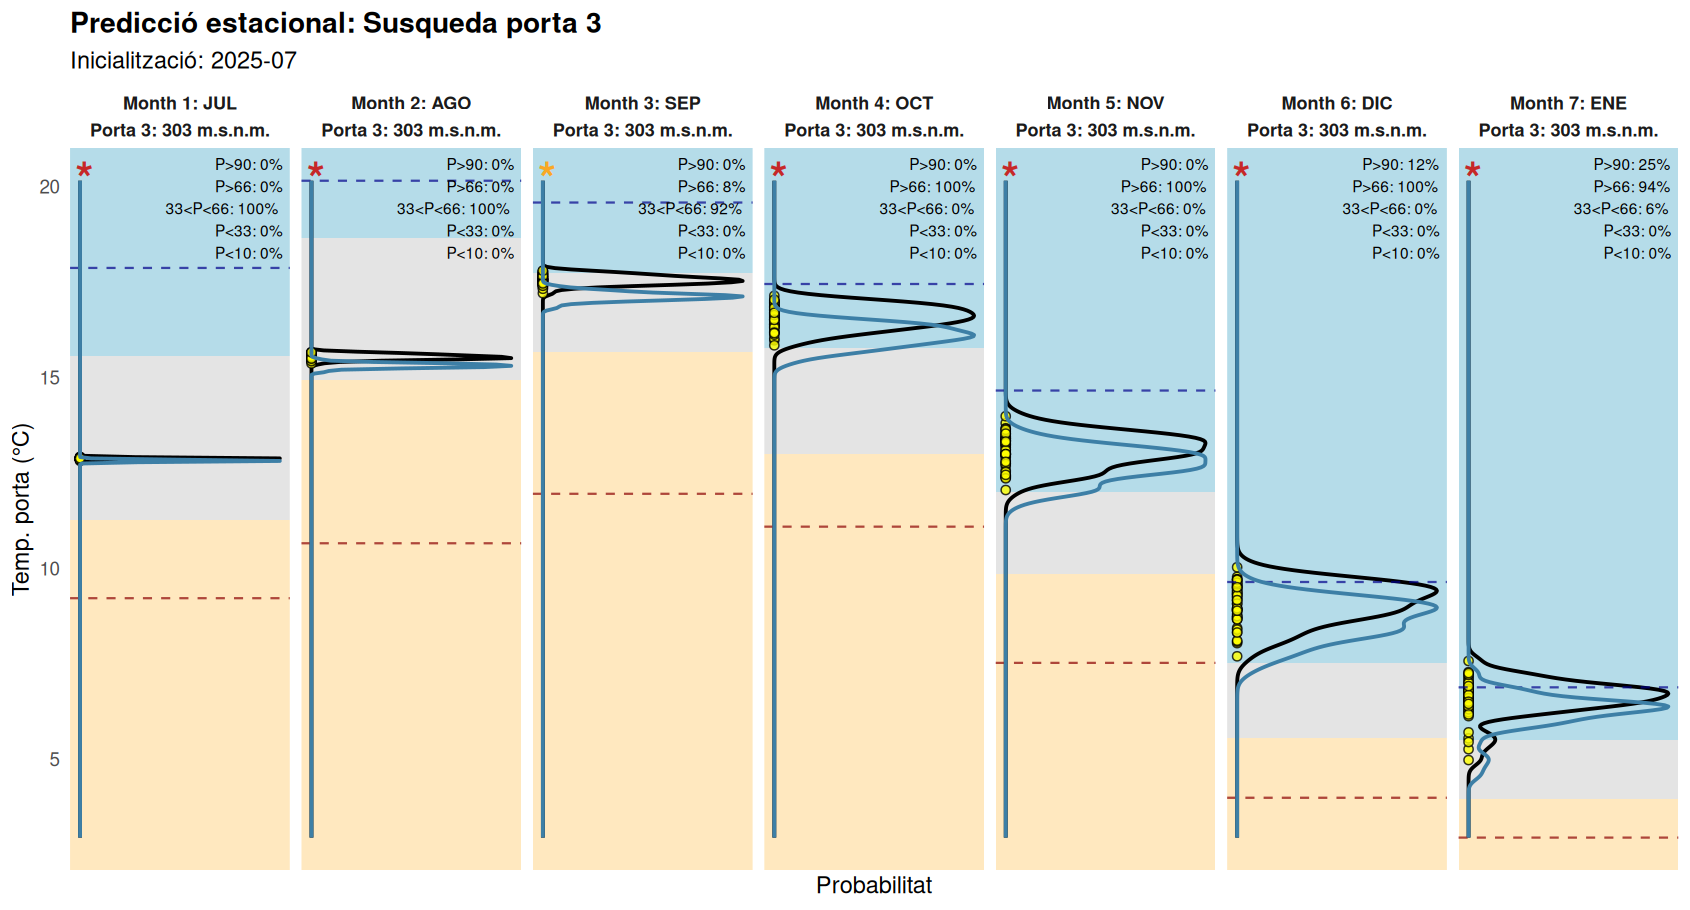 Predicció estacional: Susqueda porta 3
Inicialització: 2025-07
Month 1: JUL
Porta 3: 303 m.s.n.m.
Month 2: AGO
Porta 3: 303 m.s.n.m.
Month 3: SEP
Porta 3: 303 m.s.n.m.
Month 4: OCT
Porta 3: 303 m.s.n.m.
Month 5: NOV
Porta 3: 303 m.s.n.m.
Month 6: DIC
Porta 3: 303 m.s.n.m.
Month 7: ENE
Porta 3: 303 m.s.n.m.
*
P>90: 0%
P>66: 0%
33<P<66: 100%
P<33: 0%
P<10: 0%
*
P>90: 0%
P>66: 0%
33<P<66: 100%
P<33: 0%
P<10: 0%
*
P>90: 0%
P>66: 8%
33<P<66: 92%
P<33: 0%
P<10: 0%
*
P>90: 0%
P>66: 100%
33<P<66: 0%
P<33: 0%
P<10: 0%
*
P>90: 0%
P>66: 100%
33<P<66: 0%
P<33: 0%
P<10: 0%
*
P>90: 12%
P>66: 100%
33<P<66: 0%
P<33: 0%
P<10: 0%
*
P>90: 25%
P>66: 94%
33<P<66: 6%
P<33: 0%
P<10: 0%
Temp. porta (°C)
20
15
10
5
Probabilitat